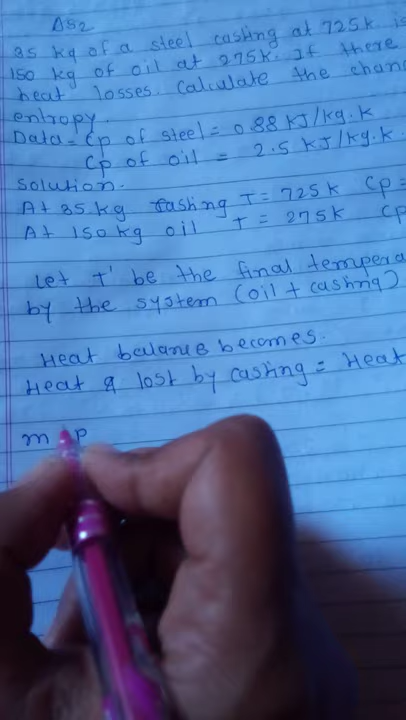 ΔS2
35 kg of a steel casting at 725k is
150 kg of oil at 275k. If there
heat losses. Calculate the chan
entropy.
Data = Cp of steel = 0.88 KJ/kg.k
Cp of oil = 2.5 KJ/kg.k.
Solution.
At 35 kg casting T = 725k Cp =
At 150 kg oil T = 275k Cp
Let T' be the final tempera
by the system (oil + casting)
Heat balance becomes.
Heat Q lost by casting = Heat
m p